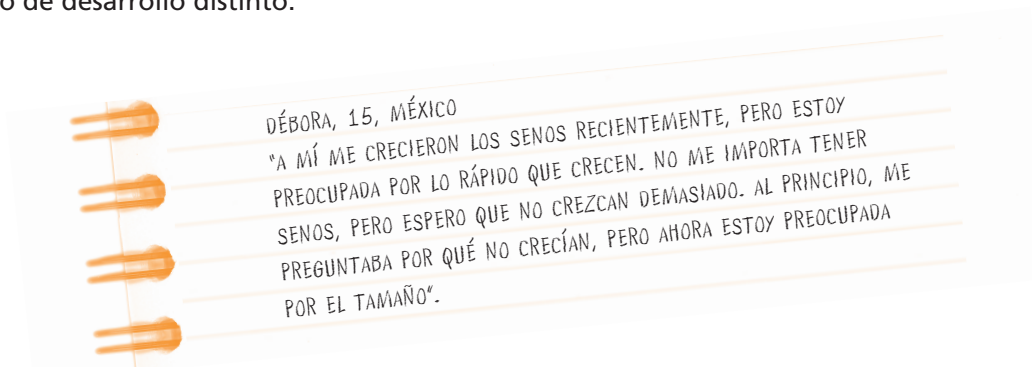 o de desarrollo distinto.
DÉBORA, 15, MÉXICO
"A MÍ ME CRECIERON LOS SENOS RECIENTEMENTE, PERO ESTOY
PREOCUPADA POR LO RÁPIDO QUE CRECEN. NO ME IMPORTA TENER
SENOS, PERO ESPERO QUE NO CREZCAN DEMASIADO. AL PRINCIPIO, ME
PREGUNTABA POR QUÉ NO CRECÍAN, PERO AHORA ESTOY PREOCUPADA
POR EL TAMAÑO".